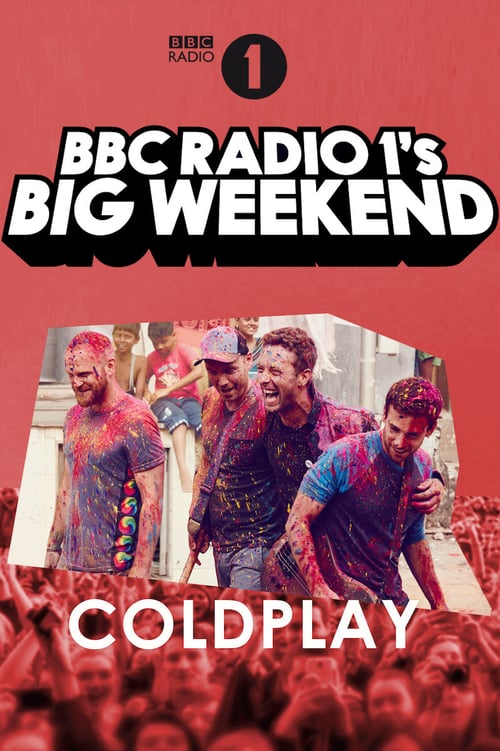 BBC
RADIO
1
BBC RADIO 1's
BIG WEEKEND
COLDPLAY